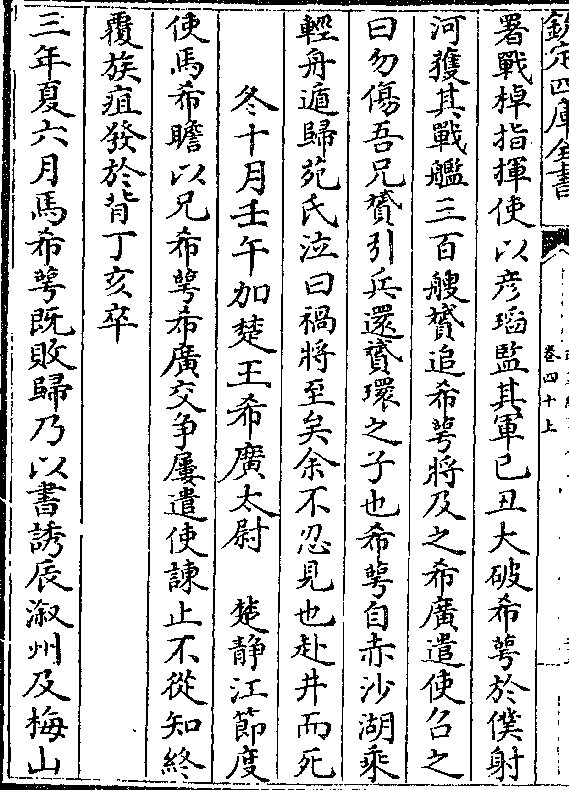 欽定四庫全書
卷四十上
署戰棹指揮使以彦瑫監其軍己丑大破希萼於僕射
河獲其戰艦三百艘贇追希萼將及之希廣遣使召之
曰勿傷吾兄贇引兵還贇環之子也希萼自赤沙湖乘
輕舟遁歸苑氏泣曰禍將至矣余不忍見也赴井而死
冬十月壬午加楚王希廣太尉　楚静江節度
使馬希瞻以兄希萼希廣交争屢遣使諫止不從知終
覆族疽發於背丁亥卒
三年夏六月馬希萼既敗歸乃以書誘辰溆州及梅山